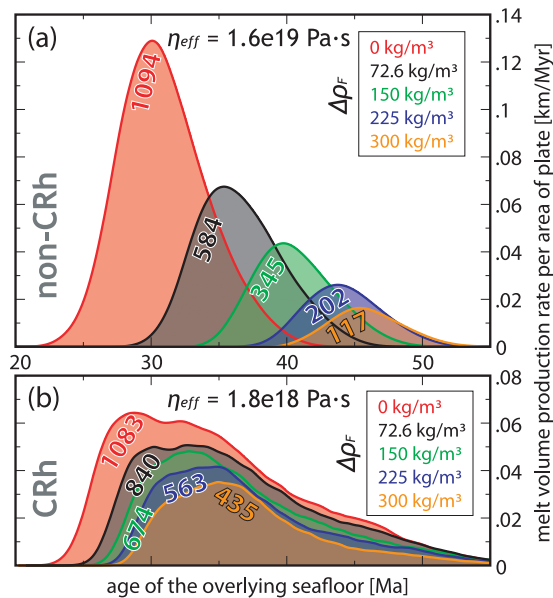 (a)
ηeff = 1.6e19 Pa·s
ΔρF
0 kg/m³
72.6 kg/m³
150 kg/m³
225 kg/m³
300 kg/m³
non-CRh
1094
584
345
202
117
.14
.12
.1
.08
.06
.04
.02
0
20
30
40
50
melt volume production rate per area of plate [km/Myr]
(b)
ηeff = 1.8e18 Pa·s
ΔρF
0 kg/m³
72.6 kg/m³
150 kg/m³
225 kg/m³
300 kg/m³
CRh
1083
840
674
563
435
.08
.06
.04
.02
0
20
30
40
50
age of the overlying seafloor [Ma]